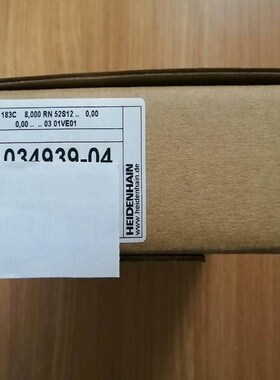 183C 8,000 RN 52S12 .. 0,00
0,00 .. .. 03 01VE01
034939-04
HEIDENHAIN
www.heidenhain.de